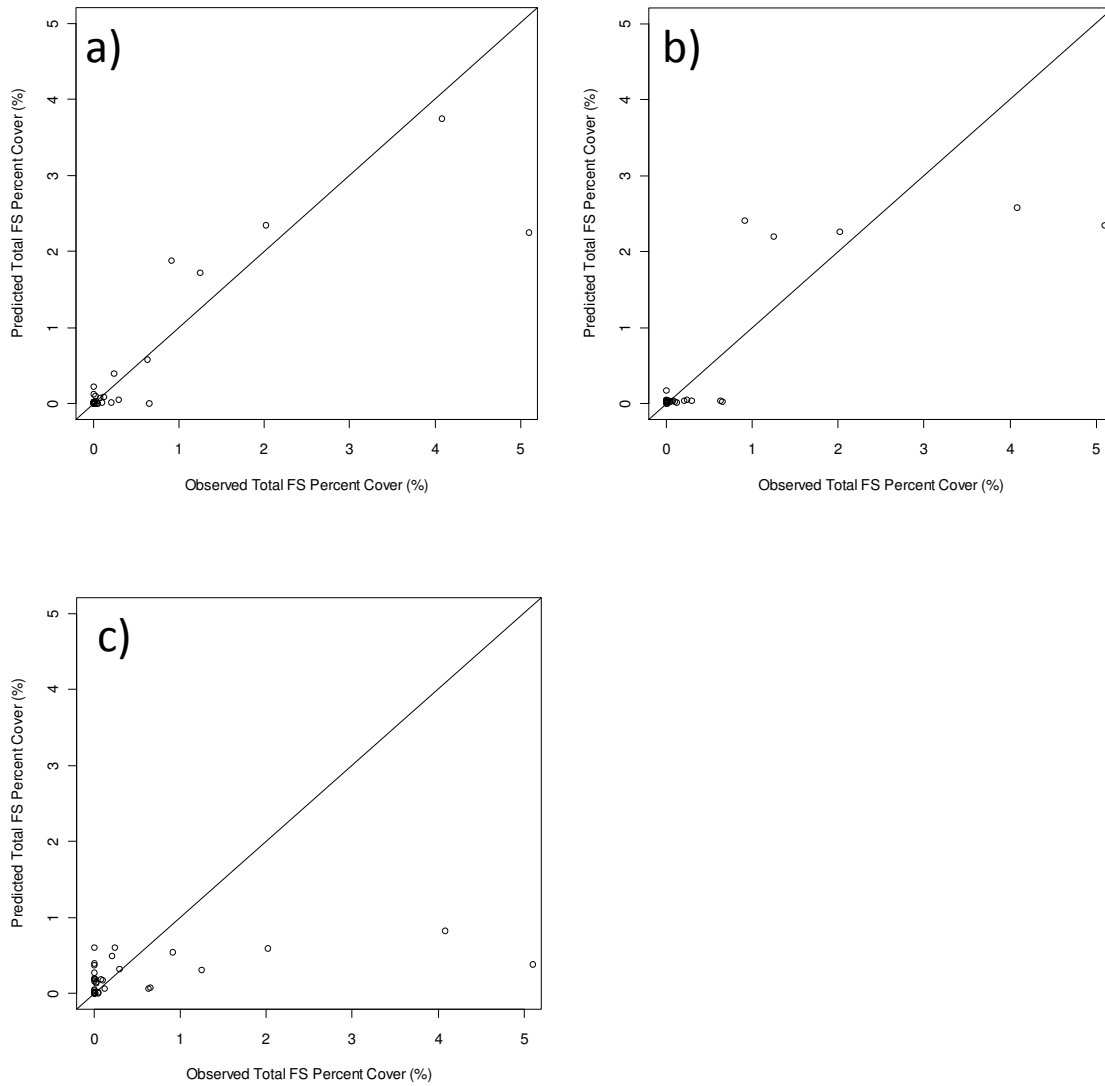 a)
5
4
3
2
1
0
Predicted Total FS Percent Cover (%)
0 1 2 3 4 5
Observed Total FS Percent Cover (%)
b)
5
4
3
2
1
0
Predicted Total FS Percent Cover (%)
0 1 2 3 4 5
Observed Total FS Percent Cover (%)
c)
5
4
3
2
1
0
Predicted Total FS Percent Cover (%)
0 1 2 3 4 5
Observed Total FS Percent Cover (%)